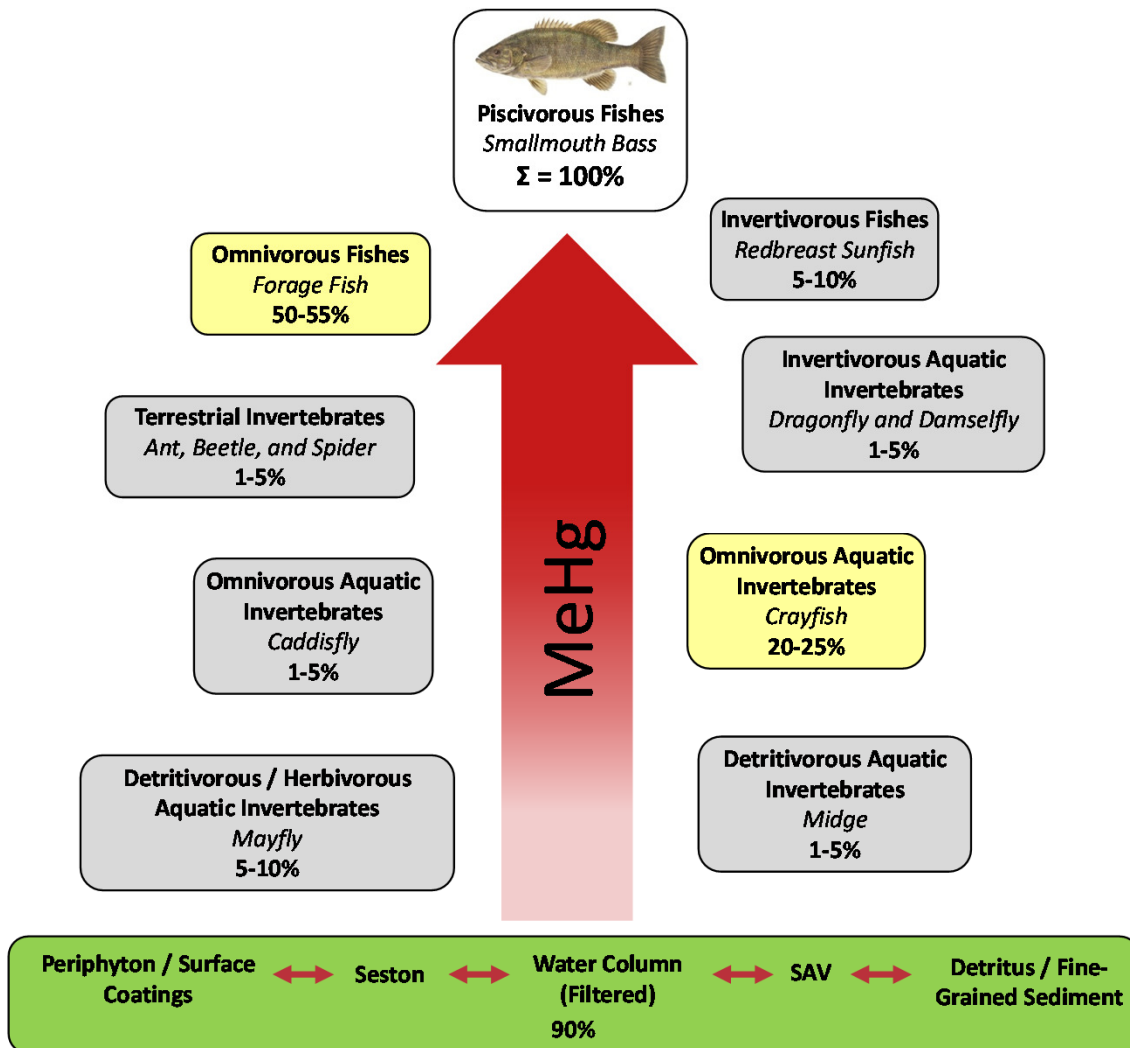 Piscivorous Fishes
Smallmouth Bass
Σ = 100%
Invertivorous Fishes
Redbreast Sunfish
5-10%
Omnivorous Fishes
Forage Fish
50-55%
Invertivorous Aquatic
Invertebrates
Dragonfly and Damselfly
1-5%
Terrestrial Invertebrates
Ant, Beetle, and Spider
1-5%
MeHg
Omnivorous Aquatic
Invertebrates
Crayfish
20-25%
Omnivorous Aquatic
Invertebrates
Caddisfly
1-5%
Detritivorous Aquatic
Invertebrates
Midge
1-5%
Detritivorous / Herbivorous
Aquatic Invertebrates
Mayfly
5-10%
Periphyton / Surface
Coatings
Seston
Water Column
(Filtered)
90%
SAV
Detritus / Fine-
Grained Sediment